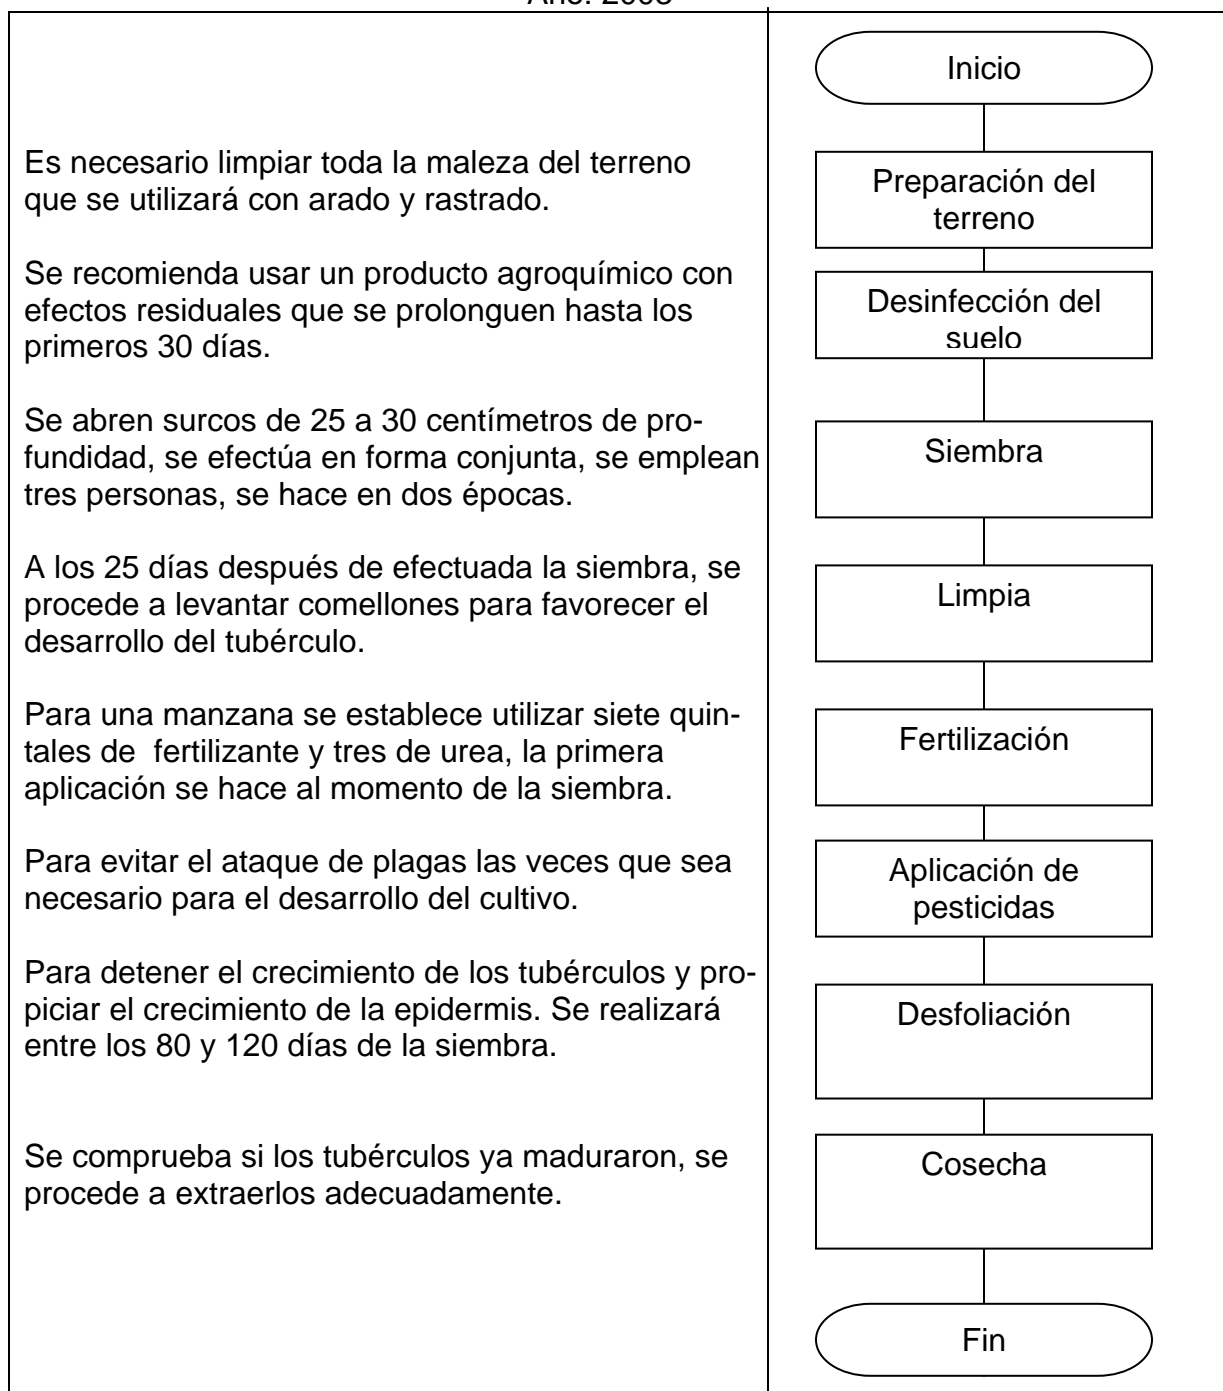 Es necesario limpiar toda la maleza del terreno
que se utilizará con arado y rastrado.
Se recomienda usar un producto agroquímico con
efectos residuales que se prolonguen hasta los
primeros 30 días.
Se abren surcos de 25 a 30 centímetros de pro-
fundidad, se efectúa en forma conjunta, se emplean
tres personas, se hace en dos épocas.
A los 25 días después de efectuada la siembra, se
procede a levantar comellones para favorecer el
desarrollo del tubérculo.
Para una manzana se establece utilizar siete quin-
tales de  fertilizante y tres de urea, la primera
aplicación se hace al momento de la siembra.
Para evitar el ataque de plagas las veces que sea
necesario para el desarrollo del cultivo.
Para detener el crecimiento de los tubérculos y pro-
piciar el crecimiento de la epidermis. Se realizará
entre los 80 y 120 días de la siembra.
Se comprueba si los tubérculos ya maduraron, se
procede a extraerlos adecuadamente.
Inicio
Preparación del
terreno
Desinfección del
suelo
Siembra
Limpia
Fertilización
Aplicación de
pesticidas
Desfoliación
Cosecha
Fin